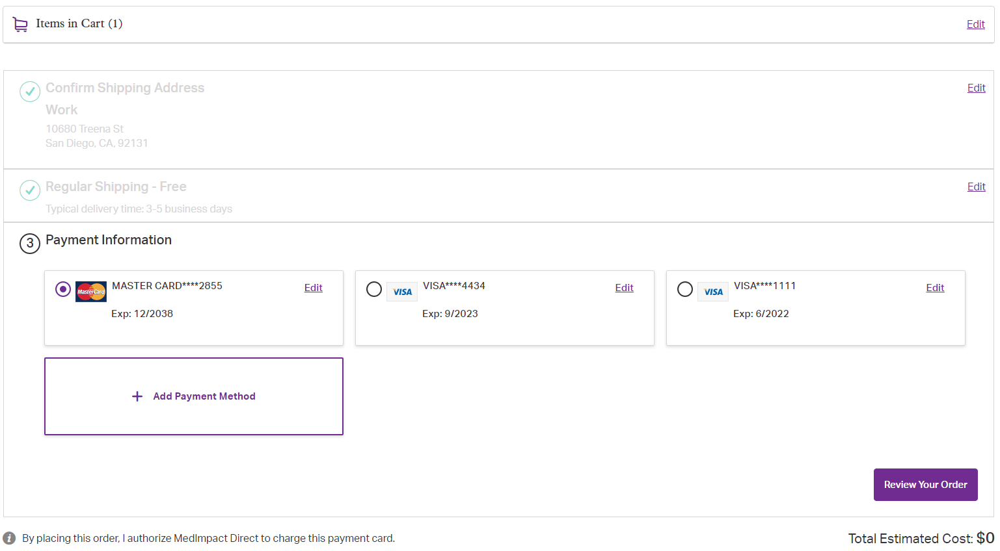 Items in Cart (1)
Edit
Confirm Shipping Address
Edit
Work
10680 Treena St
San Diego, CA, 92131
Regular Shipping - Free
Edit
Typical delivery time: 3-5 business days
3 Payment Information
MasterCard MASTER CARD****2855 Edit
Exp: 12/2038
VISA VISA****4434 Edit
Exp: 9/2023
VISA VISA****1111 Edit
Exp: 6/2022
+ Add Payment Method
Review Your Order
i By placing this order, I authorize MedImpact Direct to charge this payment card.
Total Estimated Cost: $0